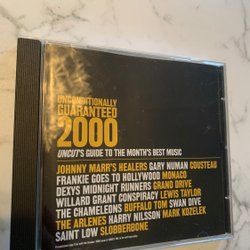 UNCONDITIONALLY
GUARANTEED
2000
UNCUT'S GUIDE TO THE MONTH'S BEST MUSIC
JOHNNY MARR'S HEALERS GARY NUMAN COUSTEAU
FRANKIE GOES TO HOLLYWOOD MONACO
DEXYS MIDNIGHT RUNNERS GRAND DRIVE
WILLARD GRANT CONSPIRACY LEWIS TAYLOR
THE CHAMELEONS BUFFALO TOM SWAN DIVE
THE ARLENES HARRY NILSSON MARK KOZELEK
SAINT LOW SLOBBERBONE